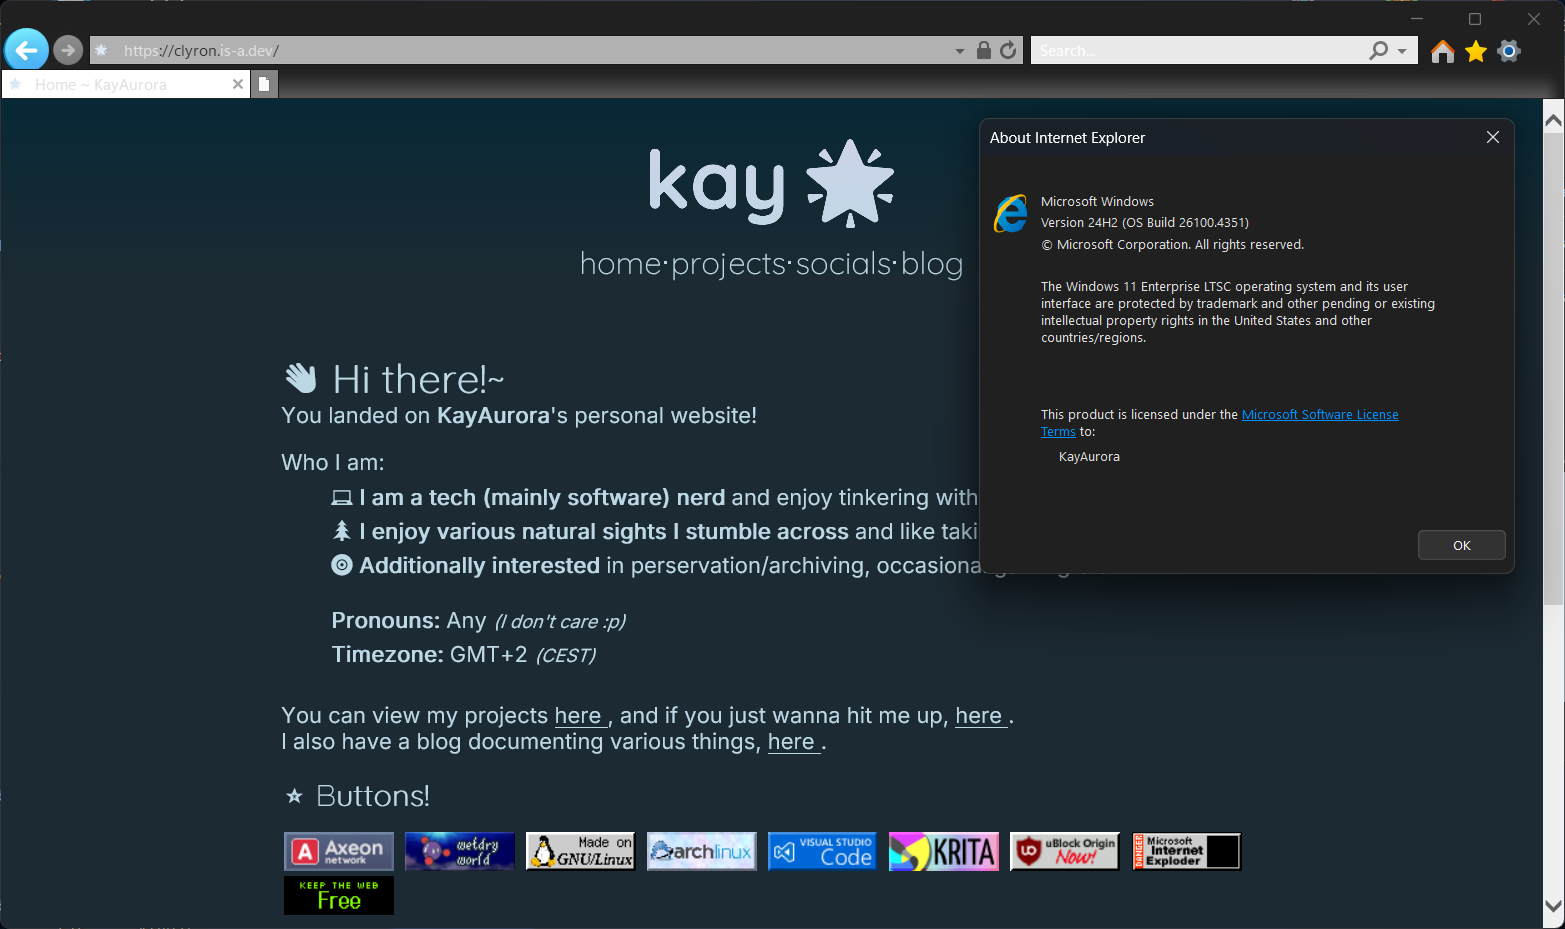 https://clyron.is-a.dev/
Search...
Home ~ KayAurora
kay
home·projects·socials·blog
About Internet Explorer
Microsoft Windows
Version 24H2 (OS Build 26100.4351)
© Microsoft Corporation. All rights reserved.
The Windows 11 Enterprise LTSC operating system and its user
interface are protected by trademark and other pending or existing
intellectual property rights in the United States and other
countries/regions.
This product is licensed under the Microsoft Software License
Terms to:
KayAurora
OK
Hi there!~
You landed on KayAurora's personal website!
Who I am:
I am a tech (mainly software) nerd and enjoy tinkering with
I enjoy various natural sights I stumble across and like taki
Additionally interested in perservation/archiving, occasional
Pronouns: Any (I don't care :p)
Timezone: GMT+2 (CEST)
You can view my projects here , and if you just wanna hit me up, here .
I also have a blog documenting various things, here .
Buttons!
A Axeon
network
wetdry
world
Made on
GNU/Linux
archlinux
VISUAL STUDIO
Code
KRITA
uBlock Origin
Now!
DANGER
Microsoft
Internet
Exploder
KEEP THE WEB
Free